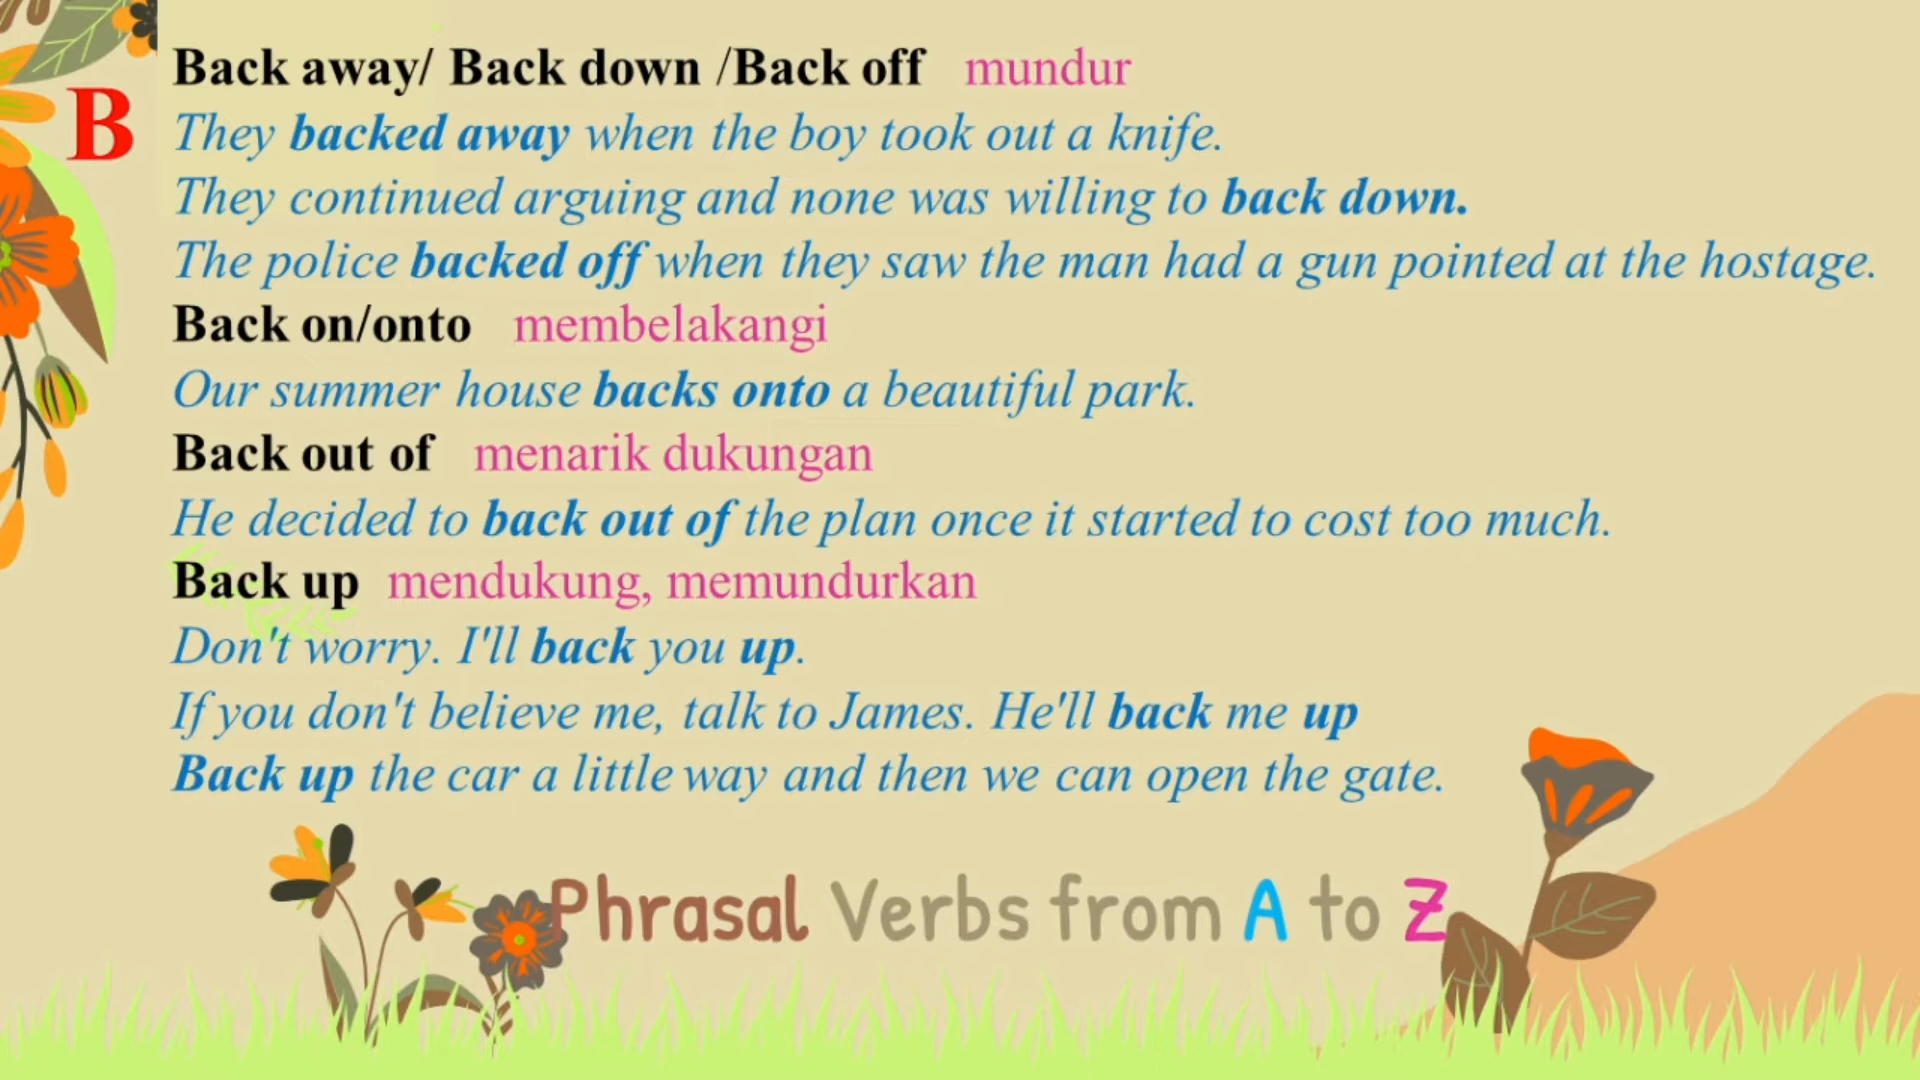 B
Back away/ Back down /Back off mundur
They backed away when the boy took out a knife.
They continued arguing and none was willing to back down.
The police backed off when they saw the man had a gun pointed at the hostage.
Back on/onto membelakangi
Our summer house backs onto a beautiful park.
Back out of menarik dukungan
He decided to back out of the plan once it started to cost too much.
Back up mendukung, memundurkan
Don't worry. I'll back you up.
If you don't believe me, talk to James. He'll back me up
Back up the car a little way and then we can open the gate.
Phrasal Verbs from A to Z